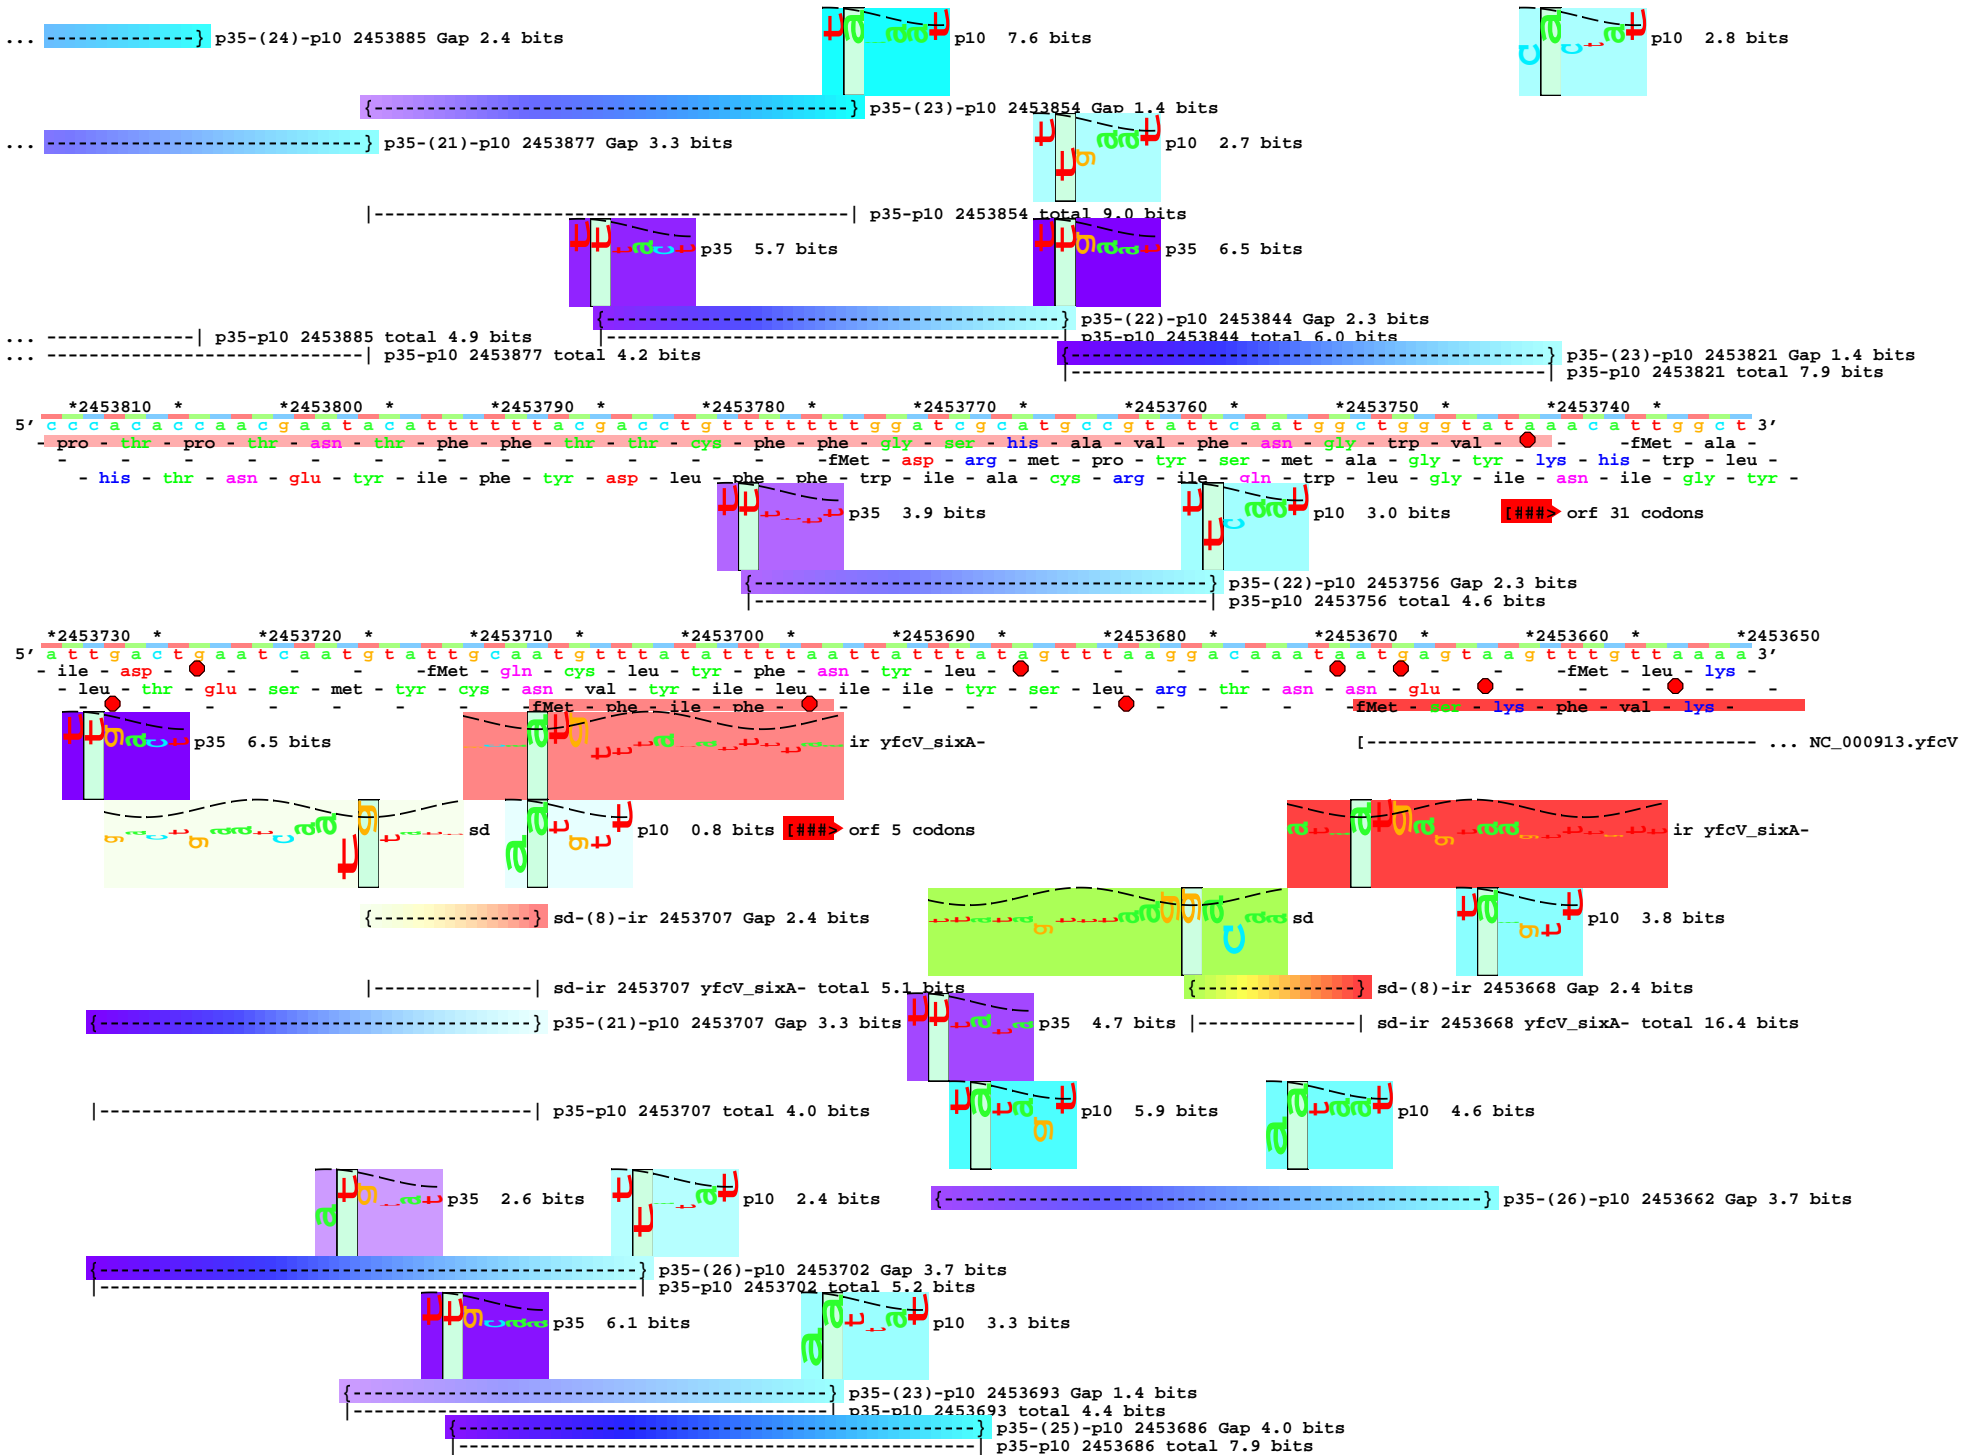 ... ----------------} p35-(24)-p10 2453885 Gap 2.4 bits
p10 7.6 bits
p10 2.8 bits
{----------------------------------------------} p35-(23)-p10 2453854 Gap 1.4 bits
... -------------------------------} p35-(21)-p10 2453877 Gap 3.3 bits
p10 2.7 bits
|----------------------------------------------| p35-p10 2453854 total 9.0 bits
p35 5.7 bits
p35 6.5 bits
{--------------------------------------------} p35-(22)-p10 2453844 Gap 2.3 bits
... --------------| p35-p10 2453885 total 4.9 bits
|-------------------------------------------| p35-p10 2453844 total 6.0 bits
... ------------------------------| p35-p10 2453877 total 4.2 bits
{----------------------------------------------} p35-(23)-p10 2453821 Gap 1.4 bits
|---------------------------------------------| p35-p10 2453821 total 7.9 bits
*2453810 * *2453800 * *2453790 * *2453780 * *2453770 * *2453760 * *2453750 * *2453740 *
5' c c c a c a c c a a c g a a t a c a t t t t t t a c g a c c t g t t t t t t t g g a t c g c a t g c c g t a t t c a a t g g c t g g g t a t a a a c a t t g g c t 3'
- pro - thr - pro - thr - asn - thr - phe - phe - thr - thr - cys - phe - phe - gly - ser - his - ala - val - phe - asn - gly - trp - val - -fMet - ala -
- - - - - - - - - - -fMet - asp - arg - met - pro - tyr - ser - met - ala - gly - tyr - lys - his - trp - leu -
- his - thr - asn - glu - tyr - ile - phe - tyr - asp - leu - phe - phe - trp - ile - ala - cys - arg - ile - gln - trp - leu - gly - ile - asn - ile - gly - tyr -
p35 3.9 bits
p10 3.0 bits
[###> orf 31 codons
{--------------------------------------------} p35-(22)-p10 2453756 Gap 2.3 bits
|-------------------------------------------| p35-p10 2453756 total 4.6 bits
*2453730 * *2453720 * *2453710 * *2453700 * *2453690 * *2453680 * *2453670 * *2453660 * *2453650
5' a t t g a c t g a a t c a a t g t a t t g c a a t g t t t a t a t t t t a a t t a t t t a t a g t t t a a g g a c a a a t a a t g a g t a a g t t t g t t a a a a 3'
- ile - asp - - - - - -fMet - gln - cys - leu - tyr - phe - asn - tyr - leu - - - - - - - - -fMet - leu - lys -
- leu - thr - glu - ser - met - tyr - cys - asn - val - tyr - ile - leu - ile - ile - tyr - ser - leu - arg - thr - asn - asn - glu - - - - -
- - - - - - -fMet - phe - ile - phe - - - - - - - -fMet - ser - lys - phe - val - lys -
p35 6.5 bits
ir yfcV_sixA-
[------------------------------------- ... NC_000913.yfcV
sd
p10 0.8 bits
[###> orf 5 codons
ir yfcV_sixA-
{---------------} sd-(8)-ir 2453707 Gap 2.4 bits
sd
p10 3.8 bits
|---------------| sd-ir 2453707 yfcV_sixA- total 5.1 bits
{---------------} sd-(8)-ir 2453668 Gap 2.4 bits
{-----------------------------------------} p35-(21)-p10 2453707 Gap 3.3 bits
p35 4.7 bits
|---------------| sd-ir 2453668 yfcV_sixA- total 16.4 bits
|-----------------------------------------| p35-p10 2453707 total 4.0 bits
p10 5.9 bits
p10 4.6 bits
p35 2.6 bits
p10 2.4 bits
{----------------------------------------------------} p35-(26)-p10 2453662 Gap 3.7 bits
{---------------------------------------------------} p35-(26)-p10 2453702 Gap 3.7 bits
|---------------------------------------------------| p35-p10 2453702 total 5.2 bits
p35 6.1 bits
p10 3.3 bits
{---------------------------------------------} p35-(23)-p10 2453693 Gap 1.4 bits
|---------------------------------------------| p35-p10 2453693 total 4.4 bits
{-------------------------------------------------} p35-(25)-p10 2453686 Gap 4.0 bits
|-------------------------------------------------| p35-p10 2453686 total 7.9 bits